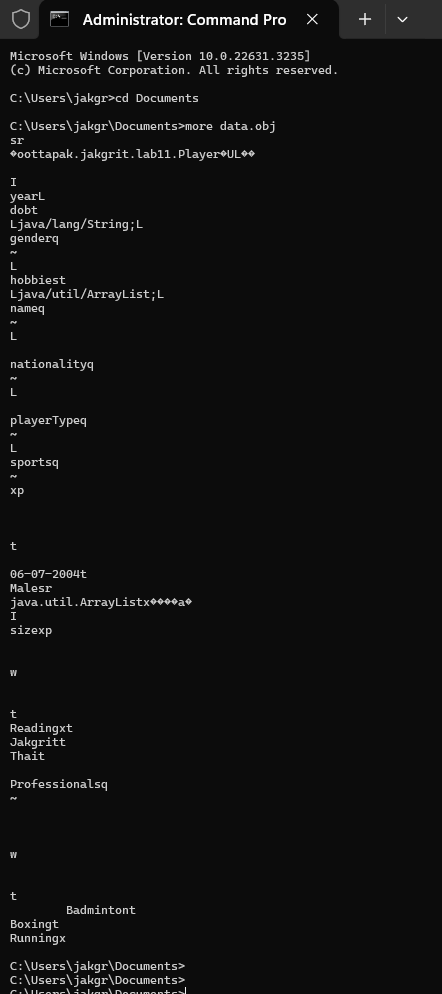 Administrator: Command Pro
Microsoft Windows [Version 10.0.22631.3235]
(c) Microsoft Corporation. All rights reserved.
C:\Users\jakgr>cd Documents
C:\Users\jakgr\Documents>more data.obj
sr
�oottapak.jakgrit.lab11.Player�UL��
I
yearL
dobt
Ljava/lang/String;L
genderq
~
L
hobbiest
Ljava/util/ArrayList;L
nameq
~
L
nationalityq
~
L
playerTypeq
~
L
sportsq
~
xp
t
06-07-2004t
Malesr
java.util.ArrayListx����a�
I
sizexp
w
t
Readingxt
Jakgritt
Thait
Professionalsq
~
w
t
Badmintont
Boxingt
Runningx
C:\Users\jakgr\Documents>
C:\Users\jakgr\Documents>
C:\Users\jakgr\Documents>